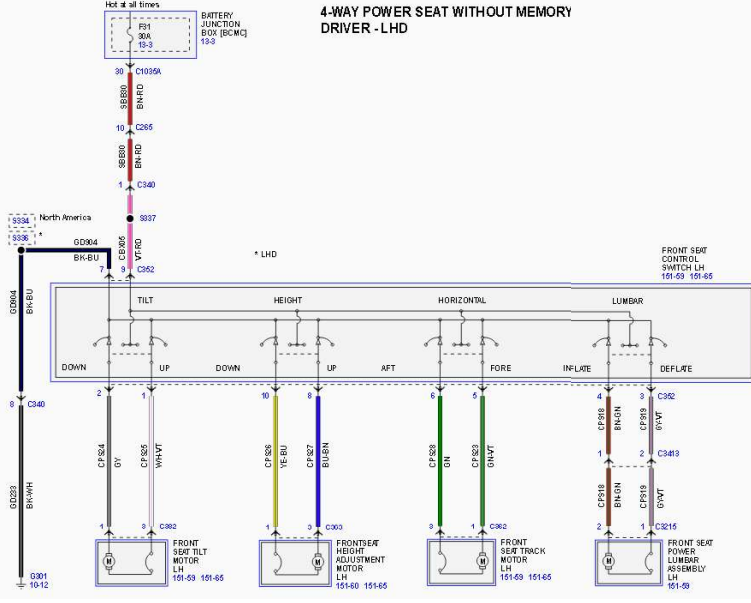 Hot at all times
4-WAY POWER SEAT WITHOUT MEMORY
DRIVER - LHD
F31
30A
13-3
BATTERY
JUNCTION
BOX [BCMC]
13-3
30 C1035A
SBB30 BN-RD
10 C265
SBB30 BN-RD
1 C340
S337
S334 North America
S336 *
GD904
BK-BU
CBX05 VT-RD
* LHD
7 9 C352
FRONT SEAT
CONTROL
SWITCH LH
151-59 151-65
GD904 BK-BU
TILT HEIGHT HORIZONTAL LUMBAR
DOWN UP DOWN UP AFT FORE INFLATE DEFLATE
2 1 10 8 6 5 4 3 C352
8 C340
CPS24 GY
CPS25 WH-VT
CPS26 YE-BU
CPS27 BU-BN
CPS28 GN
CPS23 GN-VT
CPS18 BN-GN
CPS19 GY-VT
1 2 C3413
GD233 BK-WH
CPS18 BN-GN
CPS19 GY-VT
1 3 C362
1 3 C363
3 1 C362
2 1 C3215
G301
10-12
M
FRONT
SEAT TILT
MOTOR
LH
151-59 151-65
M
FRONTSEAT
HEIGHT
ADJUSTMENT
MOTOR
LH
151-60 151-65
M
FRONT
SEAT TRACK
MOTOR
LH
151-59 151-65
M
FRONT SEAT
POWER
LUMBAR
ASSEMBLY
LH
151-59